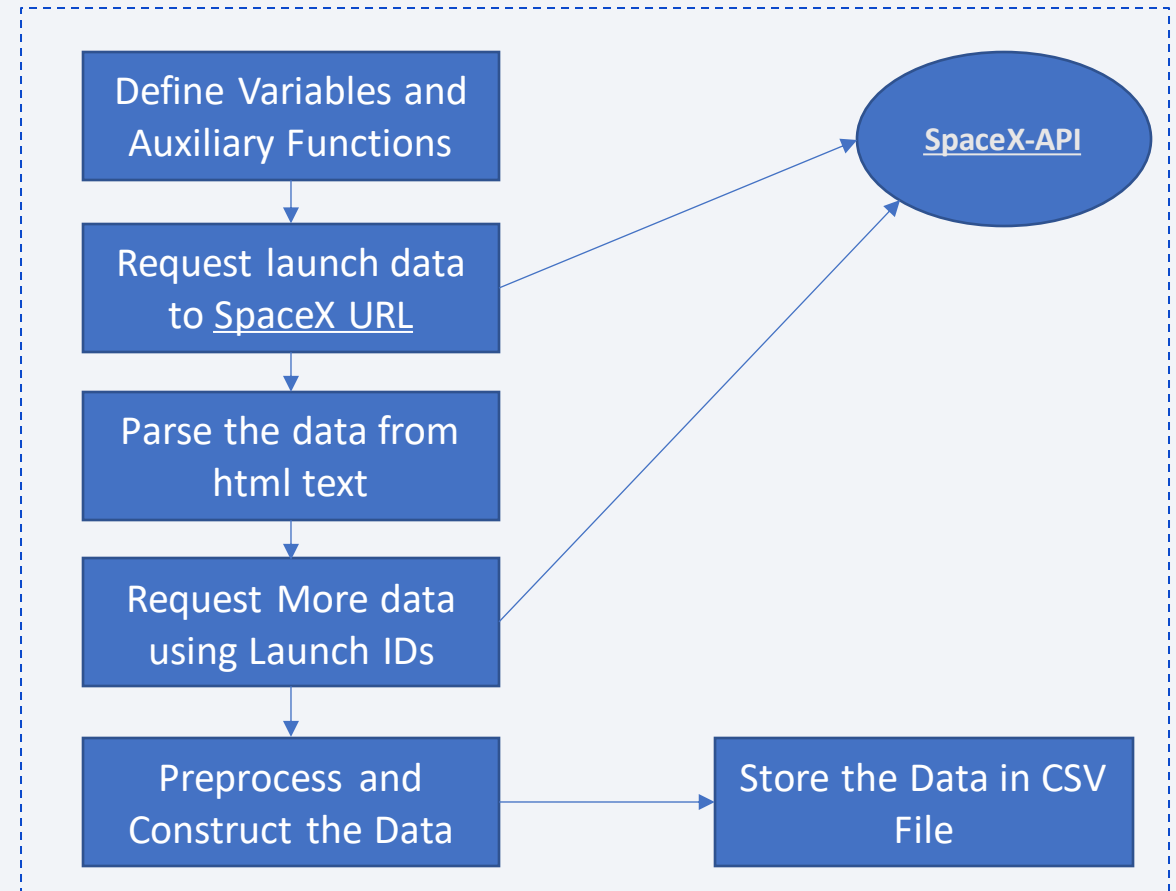 Define Variables and
Auxiliary Functions
SpaceX-API
Request launch data
to SpaceX URL
Parse the data from
html text
Request More data
using Launch IDs
Preprocess and
Construct the Data
Store the Data in CSV
File